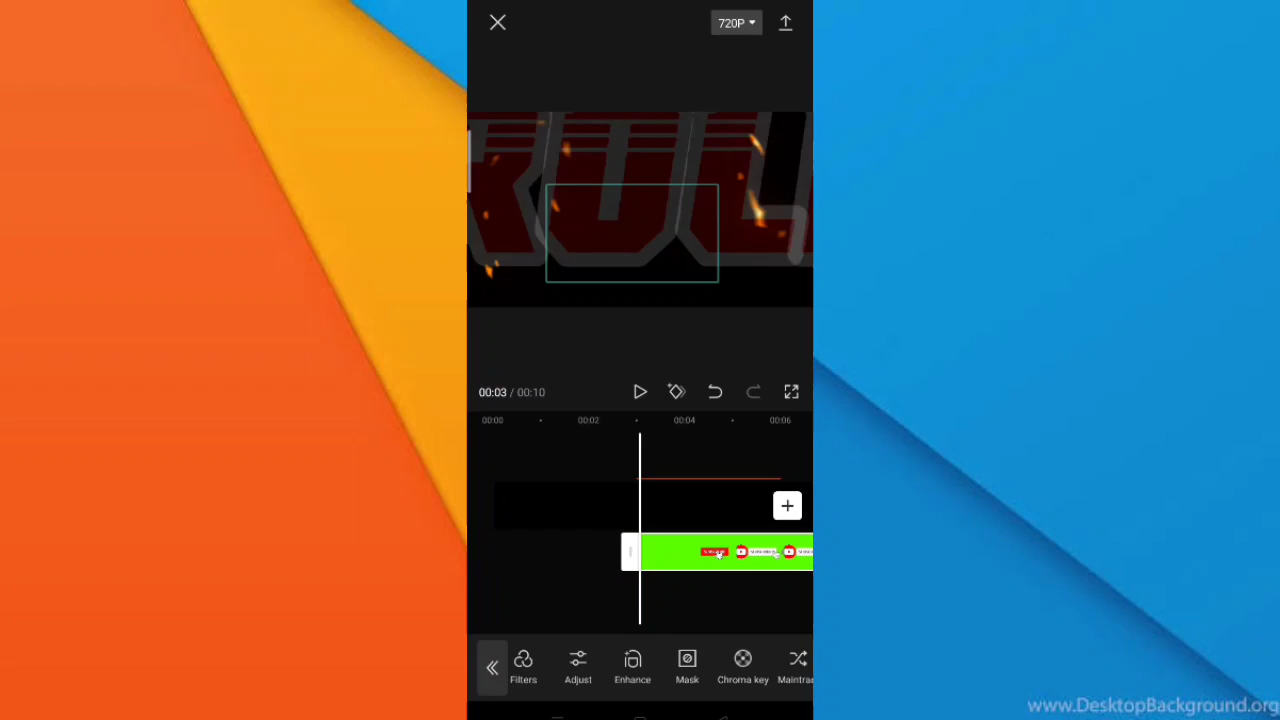 720P
00:03 / 00:10
00:00
00:02
00:04
00:06
Filters
Adjust
Enhance
Mask
Chroma key
Maintrac
www.DesktopBackground.org